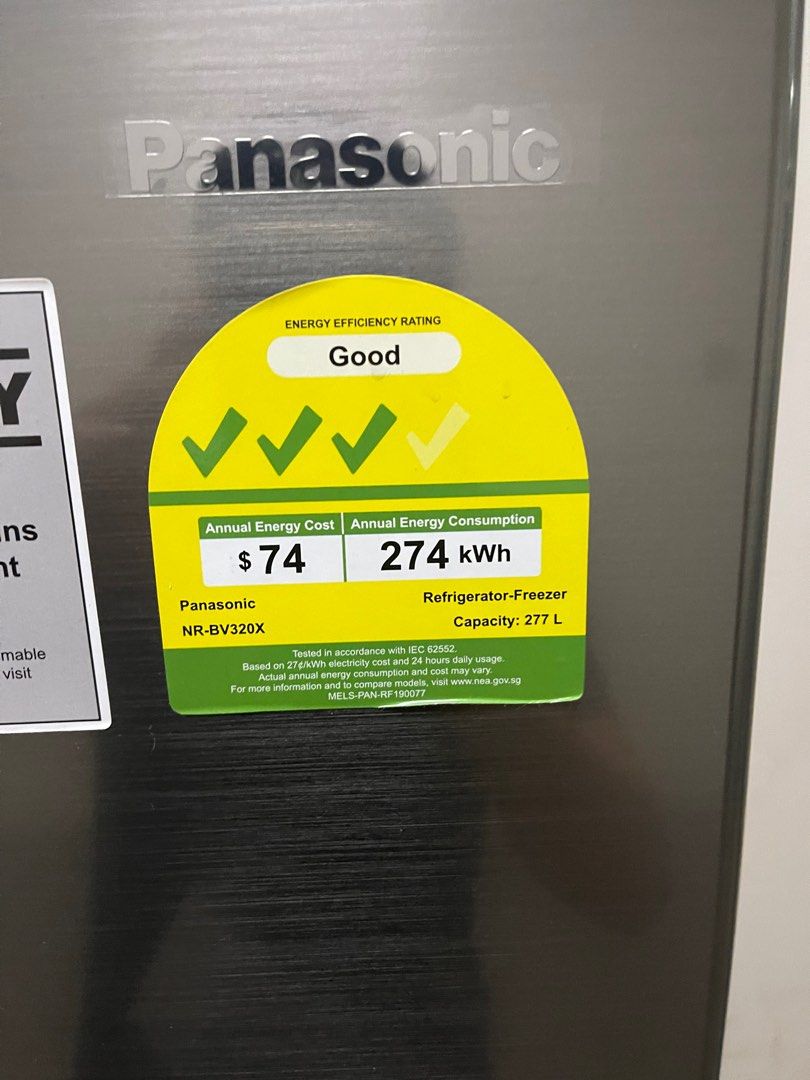 Panasonic
ENERGY EFFICIENCY RATING
Good
Annual Energy Cost
$ 74
Annual Energy Consumption
274 kWh
Panasonic
NR-BV320X
Refrigerator-Freezer
Capacity: 277 L
Tested in accordance with IEC 62552.
Based on 27¢/kWh electricity cost and 24 hours daily usage.
Actual annual energy consumption and cost may vary.
For more information and to compare models, visit www.nea.gov.sg
MELS-PAN-RF190077
Y
visit